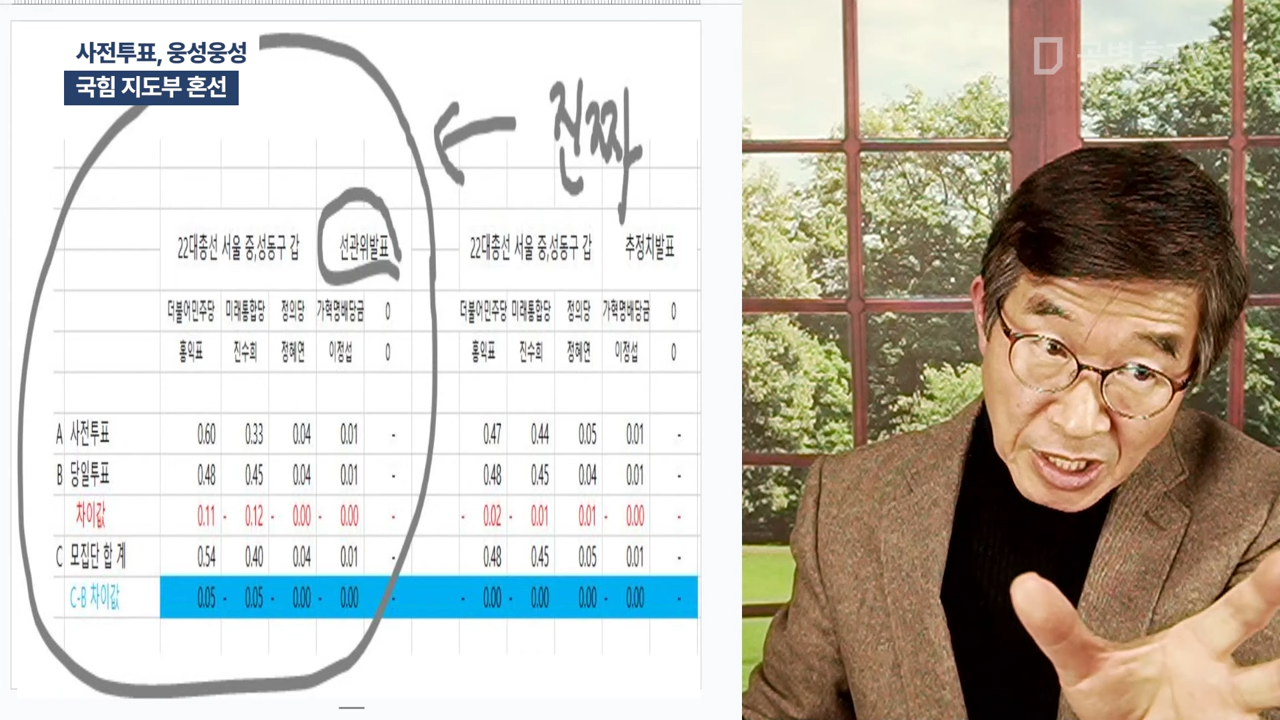 사전투표, 웅성웅성
국힘 지도부 혼선
진짜
22대총선 서울 중,성동구 갑 선관위발표 22대총선 서울 중,성동구 갑 추정치발표
더불어민주당 미래통합당 정의당 가혁명배당금 0 더불어민주당 미래통합당 정의당 가혁명배당금 0
홍익표 진수희 정혜연 이정섭 0 홍익표 진수희 정혜연 이정섭 0
A 사전투표 0.60 0.33 0.04 0.01 - 0.47 0.44 0.05 0.01 -
B 당일투표 0.48 0.45 0.04 0.01 - 0.48 0.45 0.04 0.01 -
차이값 0.11 - 0.12 - 0.00 - 0.00 - - 0.02 - 0.01 0.01 - 0.00 -
C 모집단 합 계 0.54 0.40 0.04 0.01 - 0.48 0.45 0.05 0.01 -
C-B 차이값 0.05 - 0.05 - 0.00 - 0.00 - - 0.00 - 0.00 0.00 - 0.00 -